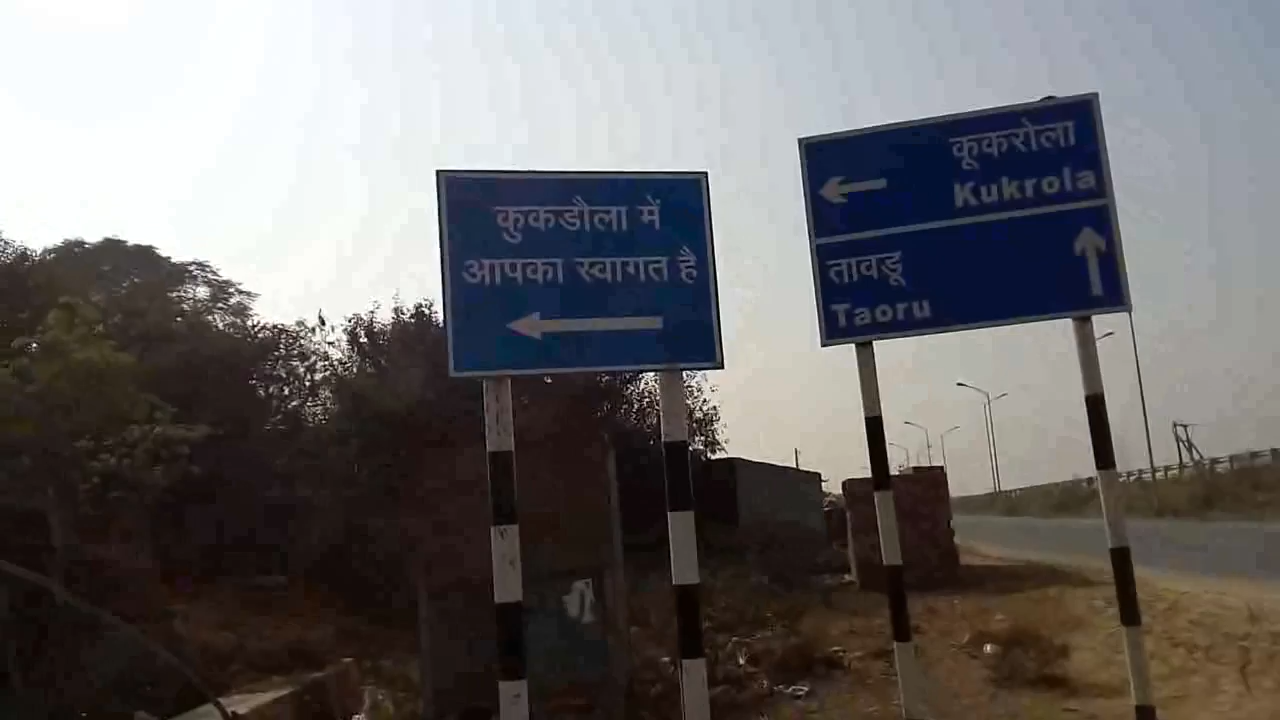 कुकडौला में
आपका स्वागत है
कूकरोला
Kukrola
तावडू
Taoru